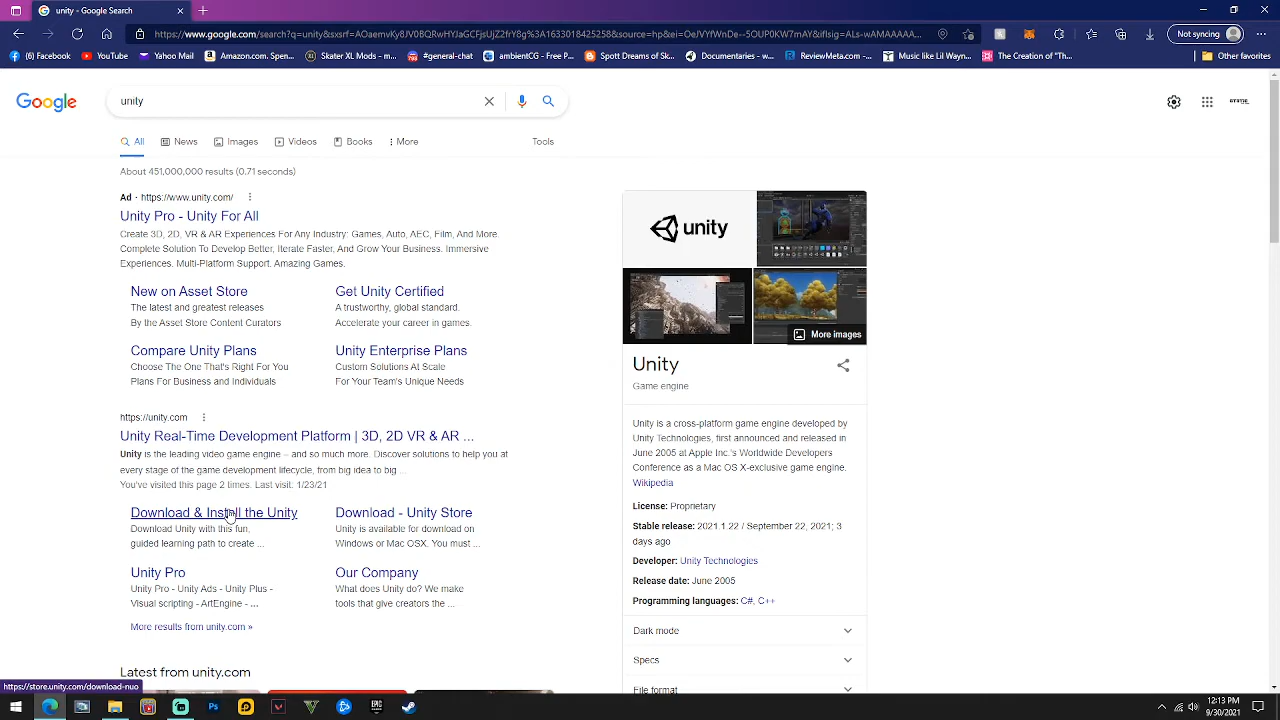 unity - Google Search
https://www.google.com/search?q=unity&sxsrf=AOaemvKy8JV0BQRwHYJaGCFjsUjZZrY8g%3A1633018425258&source=hp&ei=OeJVYfWnDe--5OUP0KW7mAY&iflsig=ALs-wAMAAAAA...
Not syncing
(6) Facebook
YouTube
Yahoo Mail
Amazon.com. Spen...
Skater XL Mods – m...
#general-chat
ambientCG - Free P...
Spott Dreams of Sk...
Documentaries - w...
ReviewMeta.com - ...
Music Like Lil Wayn...
The Creation of "Th...
Other favorites
Google
unity
All
News
Images
Videos
Books
More
Tools
About 451,000,000 results (0.71 seconds)
Ad · https://www.unity.com/
Unity Pro - Unity For All
Create 3D, 2D, VR & AR Experiences For Any Industry: Games, Auto, AEC, Film, And More.
Complete Solution To Develop Better, Iterate Faster, And Grow Your Business. Immersive
Experiences. Multi-Platform Support. Amazing Games.
New on Asset Store
The latest and greatest releases
By the Asset Store Content Curators
Get Unity Certified
A trustworthy, global standard.
Accelerate your career in games.
Compare Unity Plans
Choose The One That's Right For You
Plans For Business and Individuals
Unity Enterprise Plans
Custom Solutions At Scale
For Your Team's Unique Needs
https://unity.com
Unity Real-Time Development Platform | 3D, 2D VR & AR ...
Unity is the leading video game engine – and so much more. Discover solutions to help you at
every stage of the game development lifecycle, from big idea to big ...
You've visited this page 2 times. Last visit: 1/23/21
Download & Install the Unity
Download Unity with this fun,
guided learning path to create ...
Download - Unity Store
Unity is available for download on
Windows or Mac OSX. You must ...
Unity Pro
Unity Pro - Unity Ads - Unity Plus -
Visual scripting - ArtEngine - ...
Our Company
What does Unity do? We make
tools that give creators the ...
More results from unity.com »
Latest from unity.com
unity
More images
Unity
Game engine
Unity is a cross-platform game engine developed by
Unity Technologies, first announced and released in
June 2005 at Apple Inc.'s Worldwide Developers
Conference as a Mac OS X-exclusive game engine.
Wikipedia
License: Proprietary
Stable release: 2021.1.22 / September 22, 2021; 3
days ago
Developer: Unity Technologies
Release date: June 2005
Programming languages: C#, C++
Dark mode
Specs
File format
https://store.unity.com/download-nuo
12:13 PM
9/30/2021